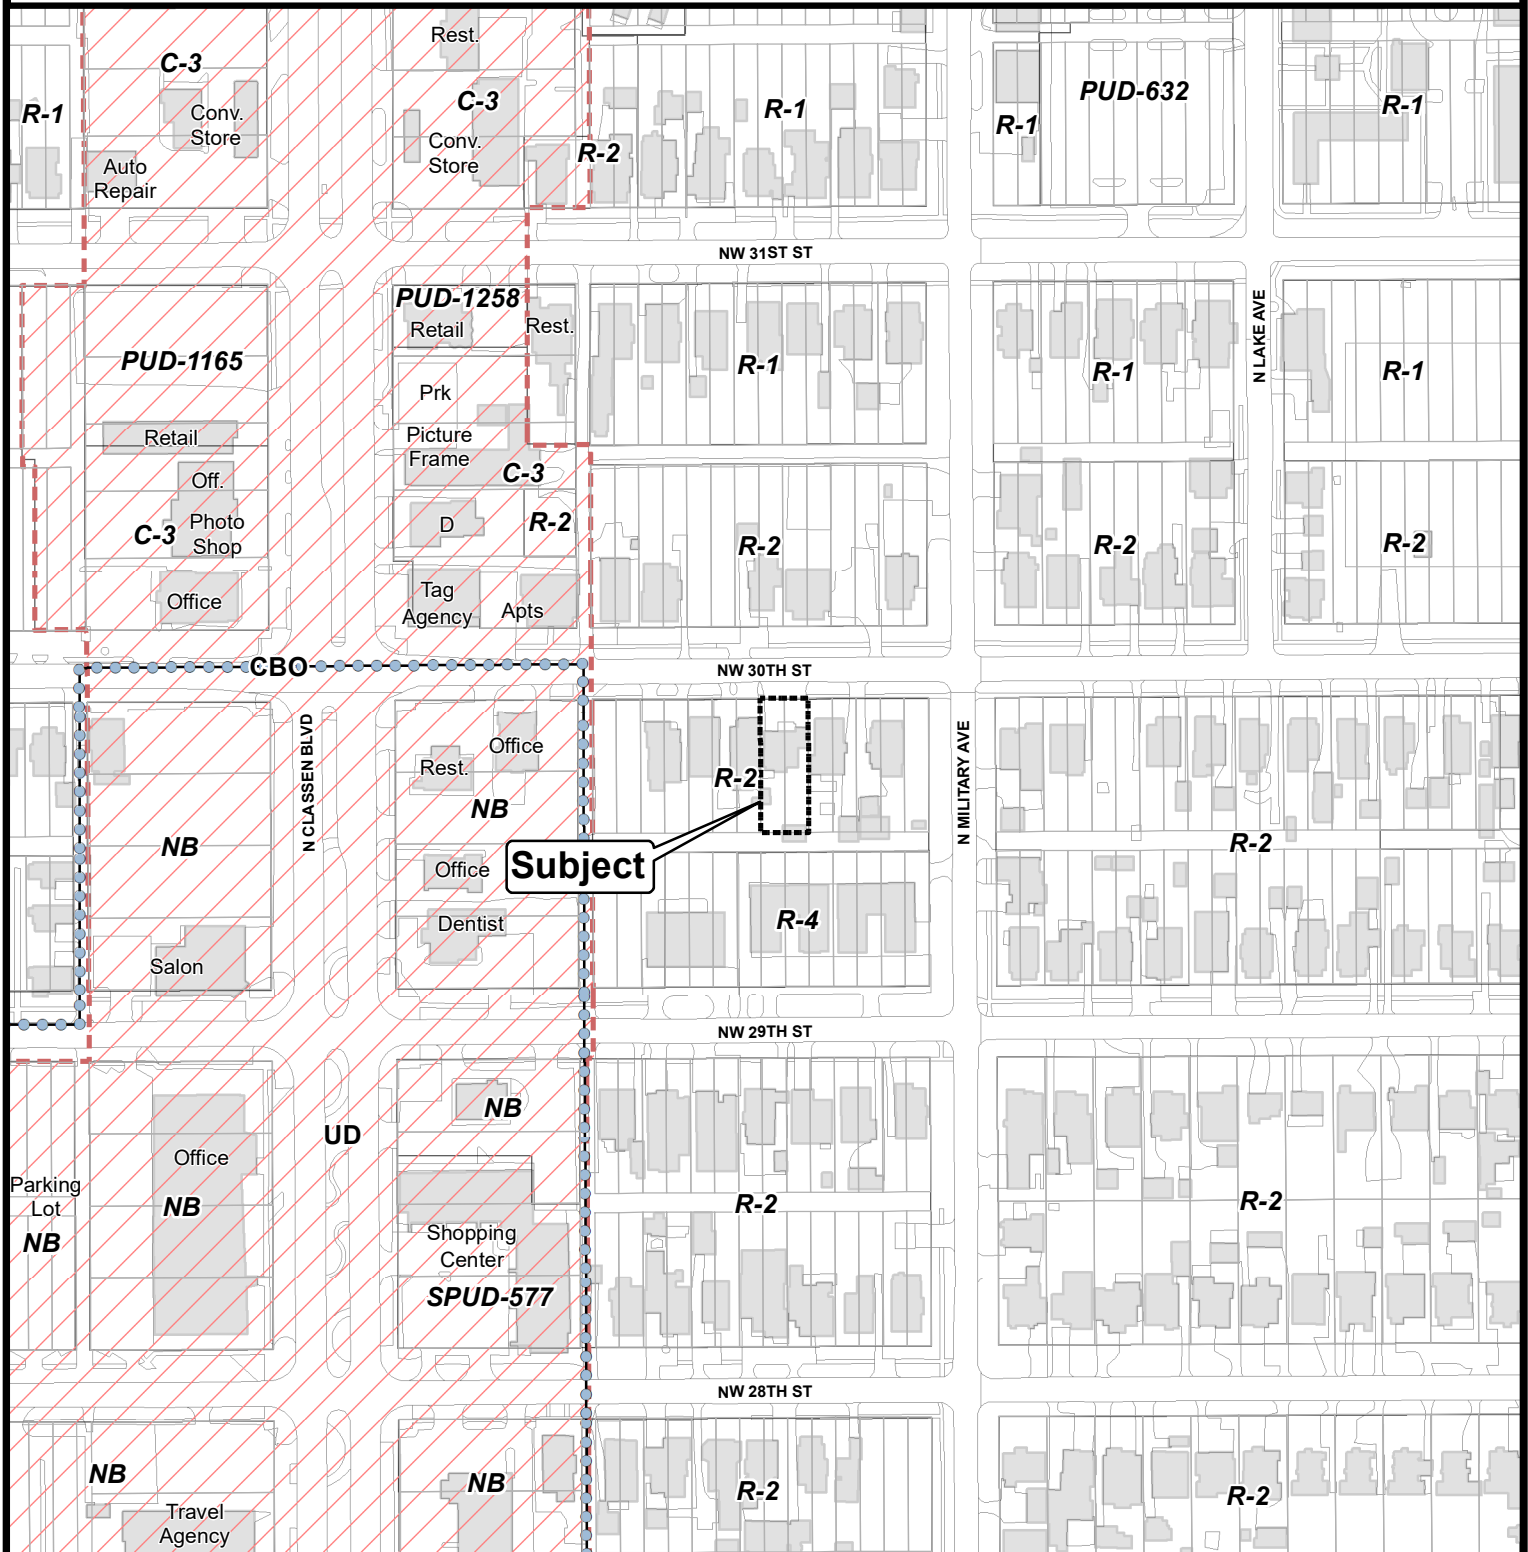 Rest.
C-3
C-3
Conv.
Store
R-1
Conv.
Store
R-2
R-1
R-1
PUD-632
R-1
Auto
Repair
NW 31ST ST
PUD-1258
Retail
Rest.
PUD-1165
R-1
R-1
N LAKE AVE
R-1
Prk
Retail
Picture
Frame
C-3
Off.
C-3
Photo
Shop
D
R-2
R-2
R-2
R-2
Office
Tag
Agency
Apts
CBO
NW 30TH ST
N CLASSEN BLVD
Office
Rest.
NB
R-2
N MILITARY AVE
NB
Subject
R-2
Office
Dentist
R-4
Salon
NW 29TH ST
NB
UD
Office
Parking
Lot
NB
NB
R-2
R-2
Shopping
Center
SPUD-577
NW 28TH ST
NB
NB
R-2
R-2
Travel
Agency